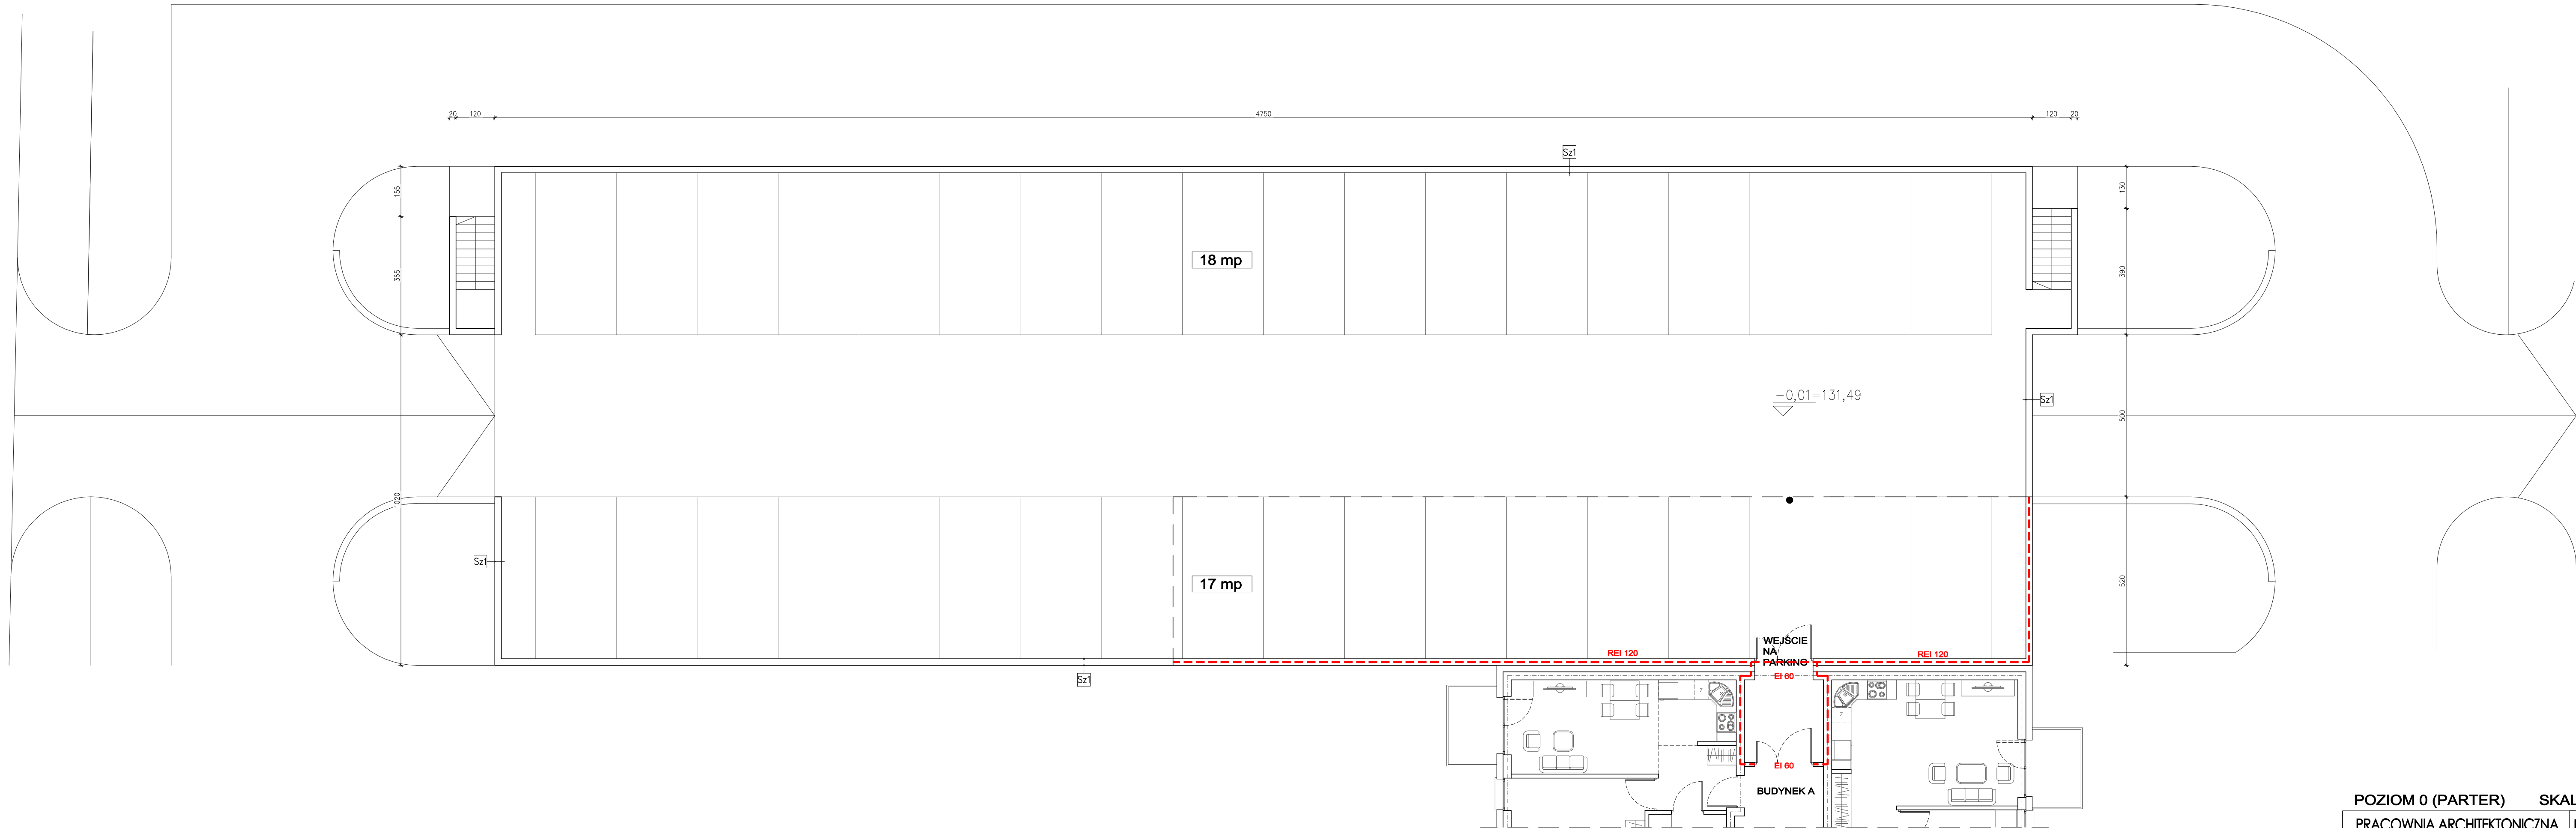 20
120
4750
120
20
Sz1
155
130
18 mp
365
390
-0,01=131,49
Sz1
500
1020
Sz1
17 mp
520
WEJŚCIE
NA
PARKING
REI 120
REI 120
EI 60
Sz1
Z
Z
EI 60
BUDYNEK A
POZIOM 0 (PARTER)
PRACOWNIA ARCHITEKTONICZNA